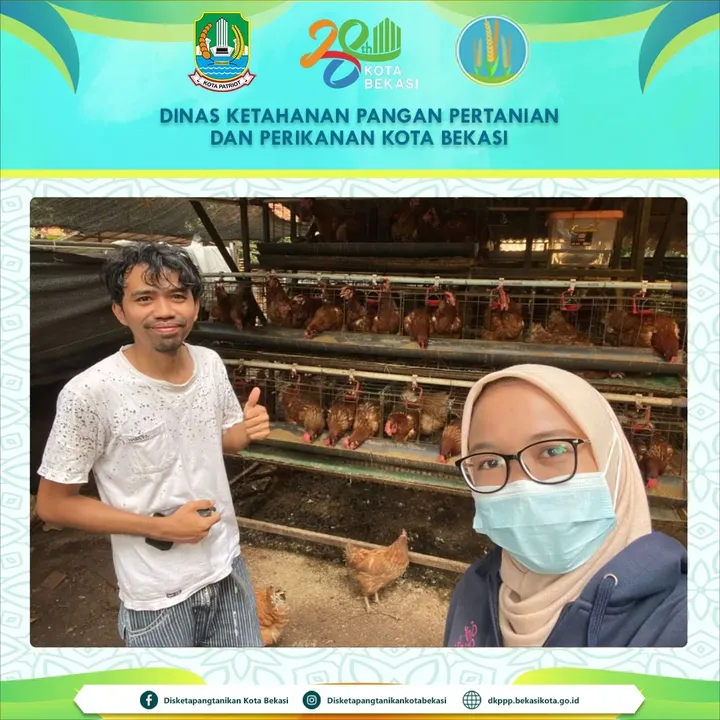 KOTA PATRIOT
28th
KOTA
BEKASI
DINAS KETAHANAN PANGAN PERTANIAN
DAN PERIKANAN KOTA BEKASI
Disketapangtanikan Kota Bekasi
Disketapangtanikankotabekasi
dkppp.bekasikota.go.id